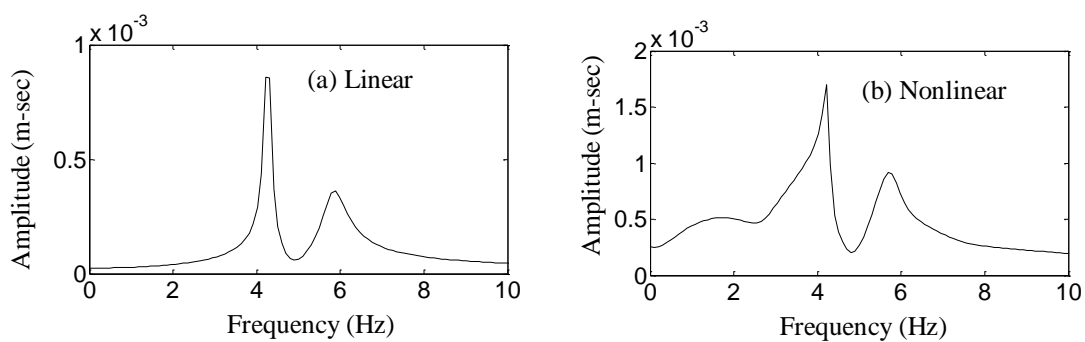 1 x 10⁻³
(a) Linear
Amplitude (m-sec)
0.5
0
0 2 4 6 8 10
Frequency (Hz)
2 x 10⁻³
(b) Nonlinear
1.5
Amplitude (m-sec)
1
0.5
0
0 2 4 6 8 10
Frequency (Hz)